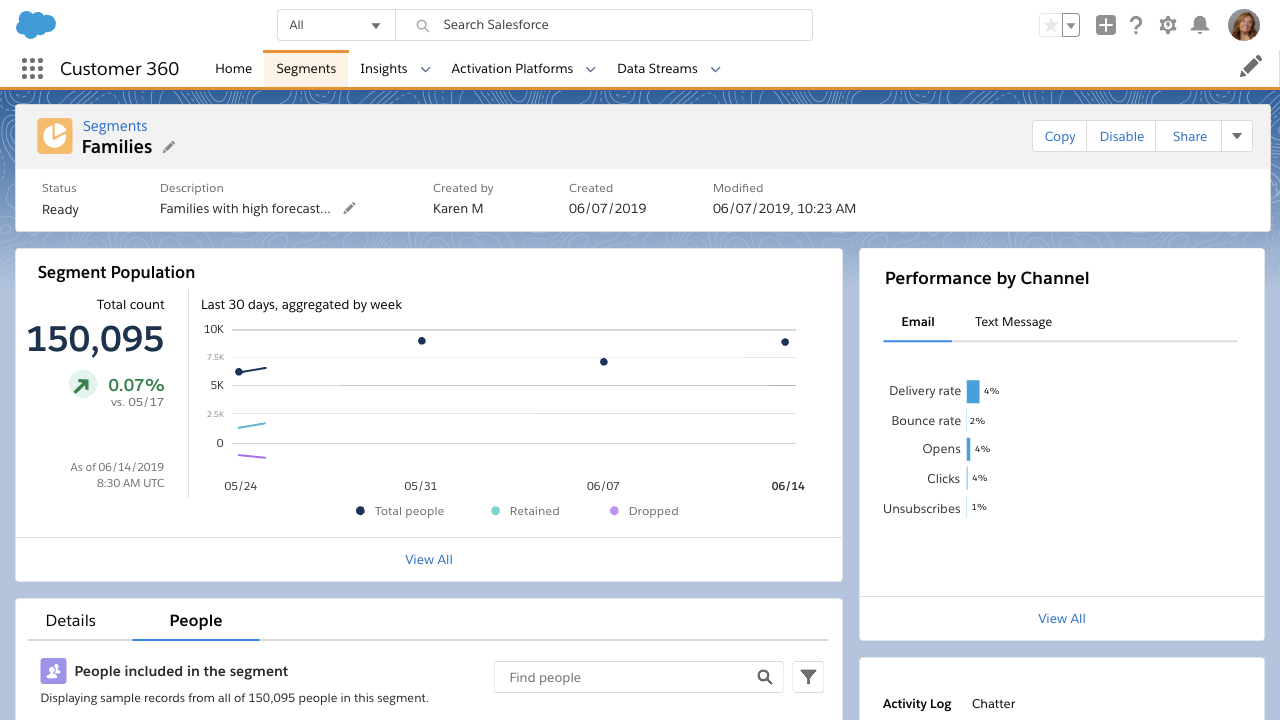 All
Search Salesforce
Customer 360
Home
Segments
Insights
Activation Platforms
Data Streams
Segments
Families
Copy
Disable
Share
Status
Description
Created by
Created
Modified
Ready
Families with high forecast...
Karen M
06/07/2019
06/07/2019, 10:23 AM
Segment Population
Total count
150,095
0.07%
vs. 05/17
As of 06/14/2019
8:30 AM UTC
Last 30 days, aggregated by week
10K
7.5K
5K
2.5K
0
05/24
05/31
06/07
06/14
Total people
Retained
Dropped
View All
Performance by Channel
Email
Text Message
Delivery rate 4%
Bounce rate 2%
Opens 4%
Clicks 4%
Unsubscribes 1%
View All
Details
People
People included in the segment
Displaying sample records from all of 150,095 people in this segment.
Find people
Activity Log
Chatter